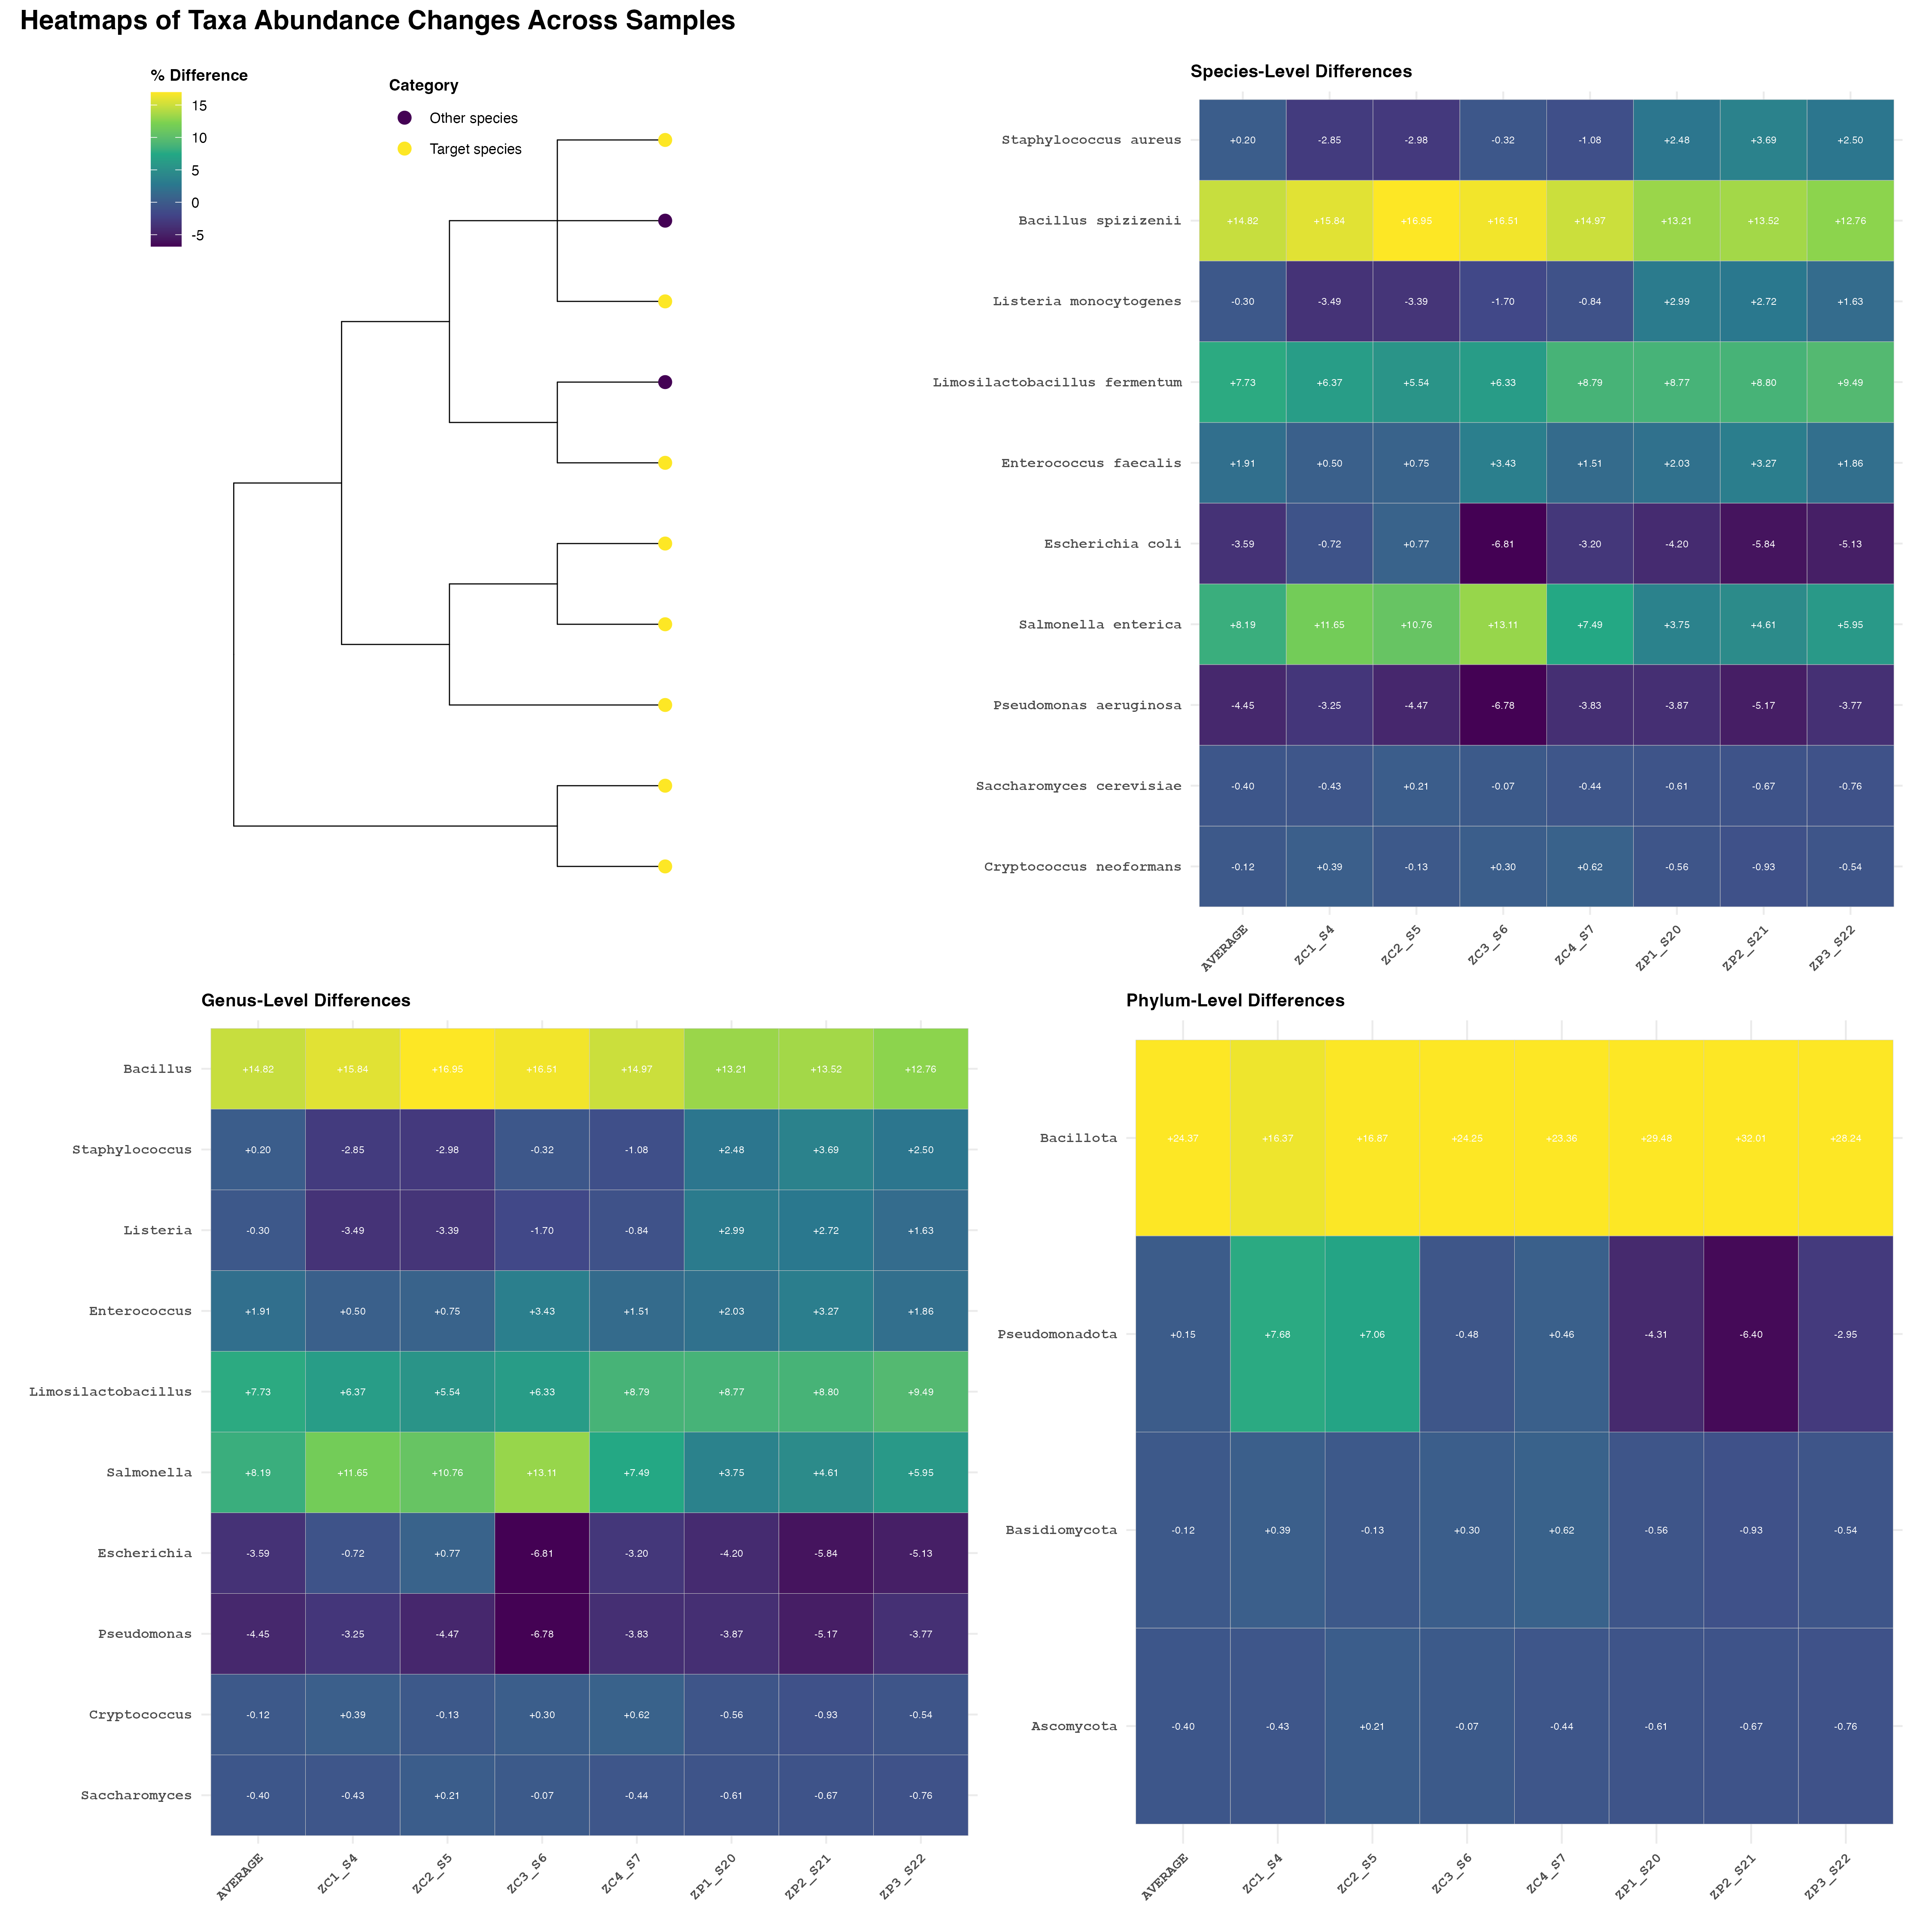 Heatmaps of Taxa Abundance Changes Across Samples
% Difference
15
10
5
0
-5
Category
Other species
Target species
Species-Level Differences
Staphylococcus aureus +0.20 -2.85 -2.98 -0.32 -1.08 +2.48 +3.69 +2.50
Bacillus spizizenii +14.82 +15.84 +16.95 +16.51 +14.97 +13.21 +13.52 +12.76
Listeria monocytogenes -0.30 -3.49 -3.39 -1.70 -0.84 +2.99 +2.72 +1.63
Limosilactobacillus fermentum +7.73 +6.37 +5.54 +6.33 +8.79 +8.77 +8.80 +9.49
Enterococcus faecalis +1.91 +0.50 +0.75 +3.43 +1.51 +2.03 +3.27 +1.86
Escherichia coli -3.59 -0.72 +0.77 -6.81 -3.20 -4.20 -5.84 -5.13
Salmonella enterica +8.19 +11.65 +10.76 +13.11 +7.49 +3.75 +4.61 +5.95
Pseudomonas aeruginosa -4.45 -3.25 -4.47 -6.78 -3.83 -3.87 -5.17 -3.77
Saccharomyces cerevisiae -0.40 -0.43 +0.21 -0.07 -0.44 -0.61 -0.67 -0.76
Cryptococcus neoformans -0.12 +0.39 -0.13 +0.30 +0.62 -0.56 -0.93 -0.54
AVERAGE ZC1_S4 ZC2_S5 ZC3_S6 ZC4_S7 ZP1_S20 ZP2_S21 ZP3_S22
Genus-Level Differences
Bacillus +14.82 +15.84 +16.95 +16.51 +14.97 +13.21 +13.52 +12.76
Staphylococcus +0.20 -2.85 -2.98 -0.32 -1.08 +2.48 +3.69 +2.50
Listeria -0.30 -3.49 -3.39 -1.70 -0.84 +2.99 +2.72 +1.63
Enterococcus +1.91 +0.50 +0.75 +3.43 +1.51 +2.03 +3.27 +1.86
Limosilactobacillus +7.73 +6.37 +5.54 +6.33 +8.79 +8.77 +8.80 +9.49
Salmonella +8.19 +11.65 +10.76 +13.11 +7.49 +3.75 +4.61 +5.95
Escherichia -3.59 -0.72 +0.77 -6.81 -3.20 -4.20 -5.84 -5.13
Pseudomonas -4.45 -3.25 -4.47 -6.78 -3.83 -3.87 -5.17 -3.77
Cryptococcus -0.12 +0.39 -0.13 +0.30 +0.62 -0.56 -0.93 -0.54
Saccharomyces -0.40 -0.43 +0.21 -0.07 -0.44 -0.61 -0.67 -0.76
AVERAGE ZC1_S4 ZC2_S5 ZC3_S6 ZC4_S7 ZP1_S20 ZP2_S21 ZP3_S22
Phylum-Level Differences
Bacillota +24.37 +16.37 +16.87 +24.25 +23.36 +29.48 +32.01 +28.24
Pseudomonadota +0.15 +7.68 +7.06 -0.48 +0.46 -4.31 -6.40 -2.95
Basidiomycota -0.12 +0.39 -0.13 +0.30 +0.62 -0.56 -0.93 -0.54
Ascomycota -0.40 -0.43 +0.21 -0.07 -0.44 -0.61 -0.67 -0.76
AVERAGE ZC1_S4 ZC2_S5 ZC3_S6 ZC4_S7 ZP1_S20 ZP2_S21 ZP3_S22